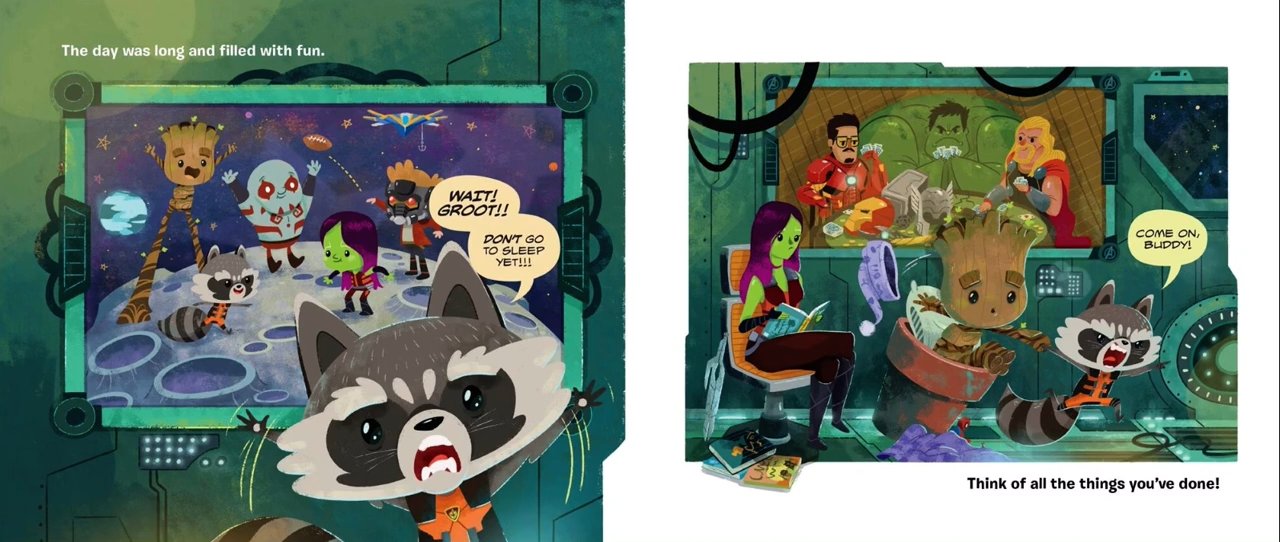 The day was long and filled with fun.
WAIT!
GROOT!!
DON'T GO
TO SLEEP
YET!!!
COME ON,
BUDDY!
Think of all the things you've done!